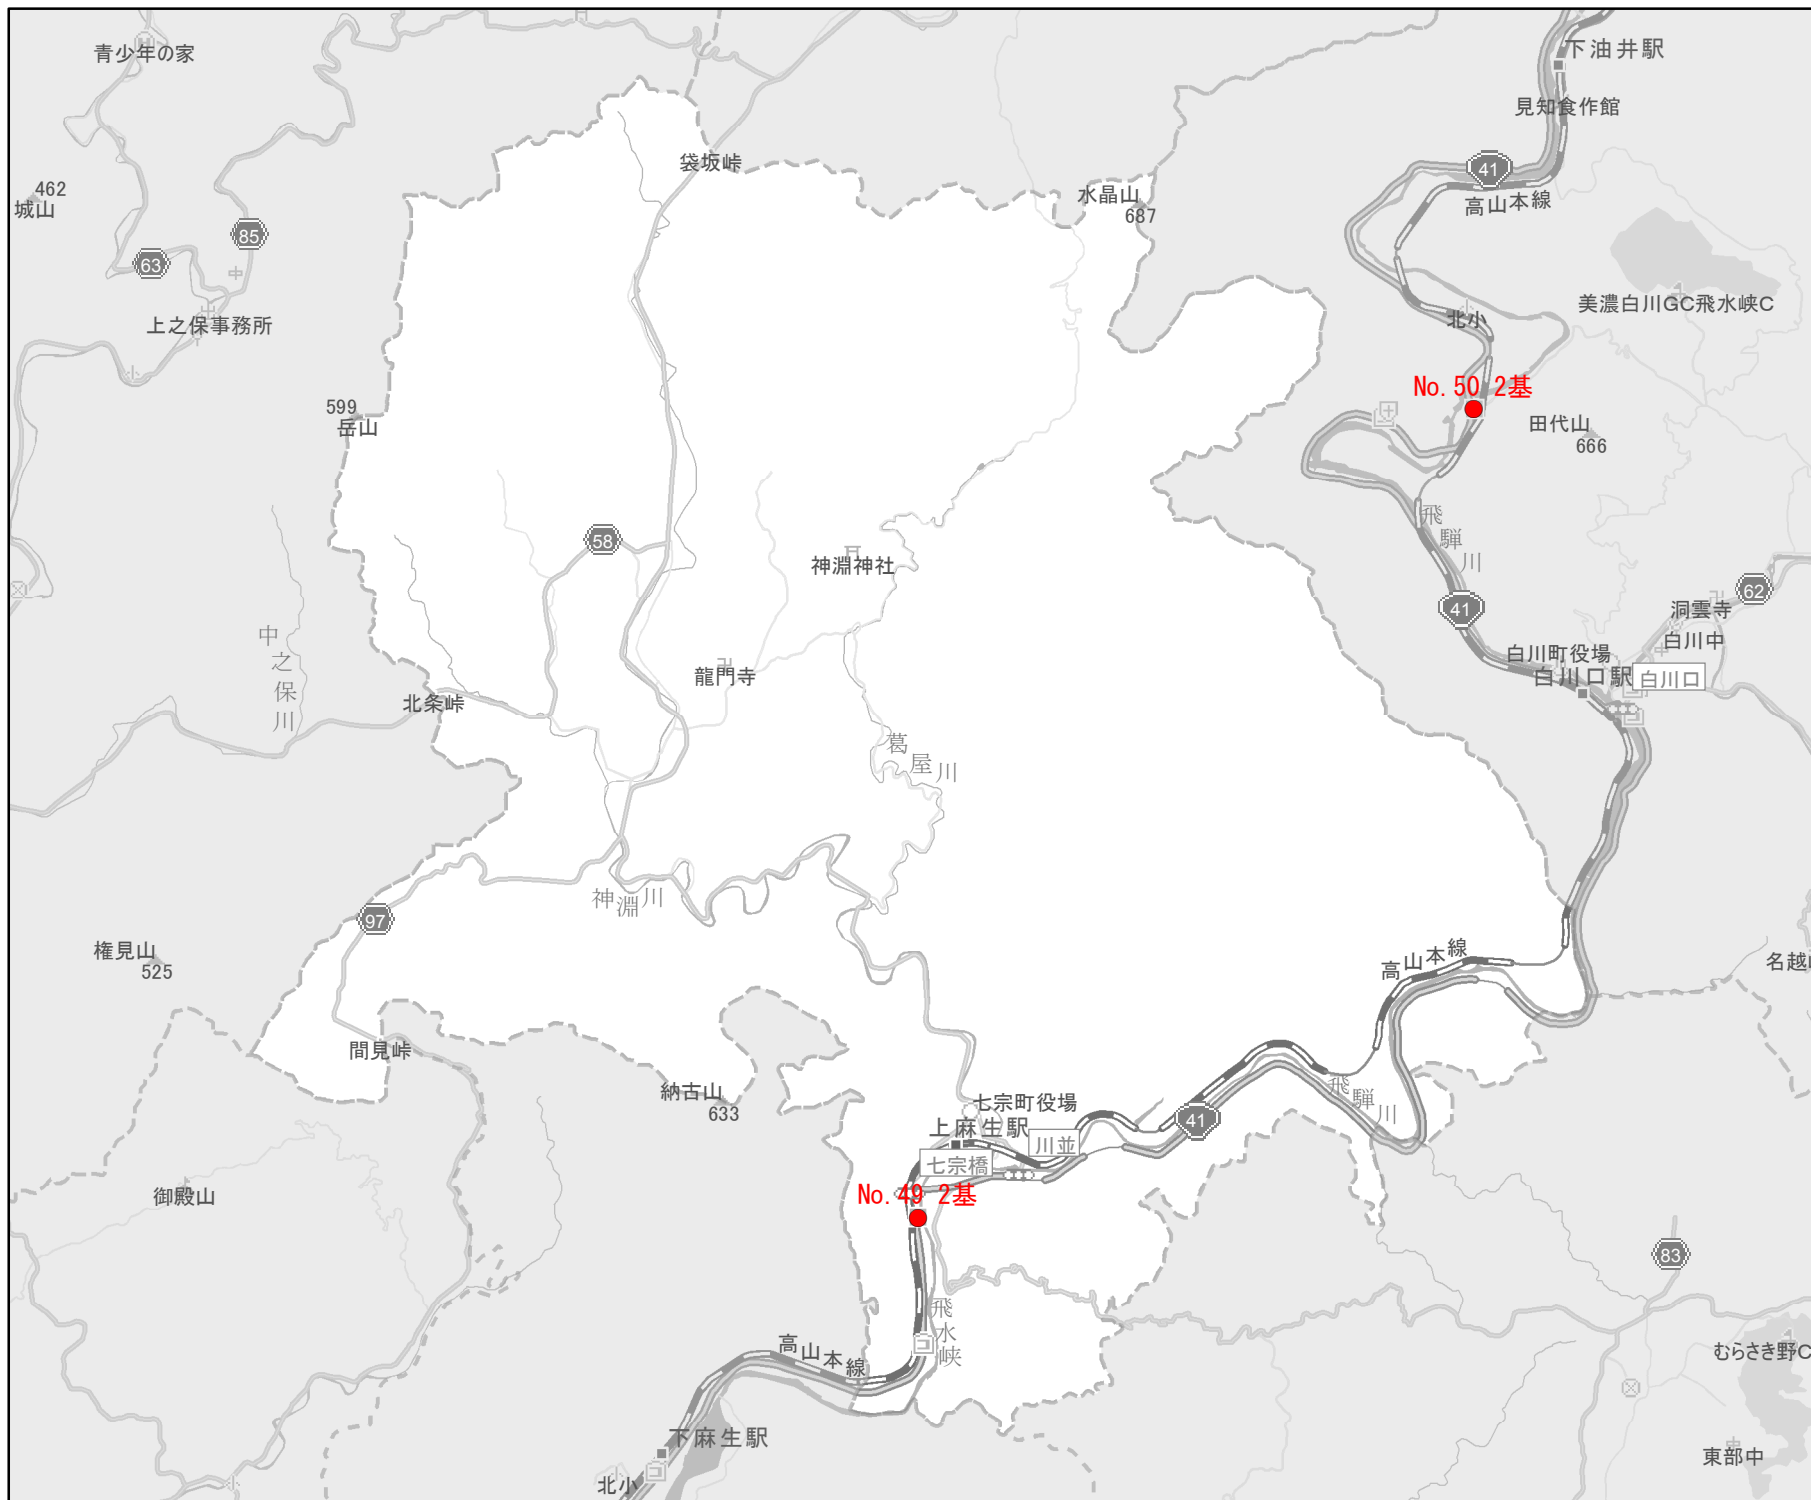 青少年の家
下油井駅
見知食作館
袋坂峠
41
高山本線
水晶山
687
462
城山
85
63
上之保事務所
美濃白川GC飛水峡C
北小
No.50 2基
田代山
666
599
岳山
飛騨川
58
神淵神社
41
62
洞雲寺
白川中
白川町役場
白川口駅
白川口
中之保川
龍門寺
北条峠
葛屋川
神淵川
97
権見山
525
名越
高山本線
間見峠
納古山
633
飛騨川
七宗町役場
上麻生駅
川並
41
七宗橋
御殿山
No.49 2基
83
飛水峡
高山本線
むらさき野C
下麻生駅
東部中
北小